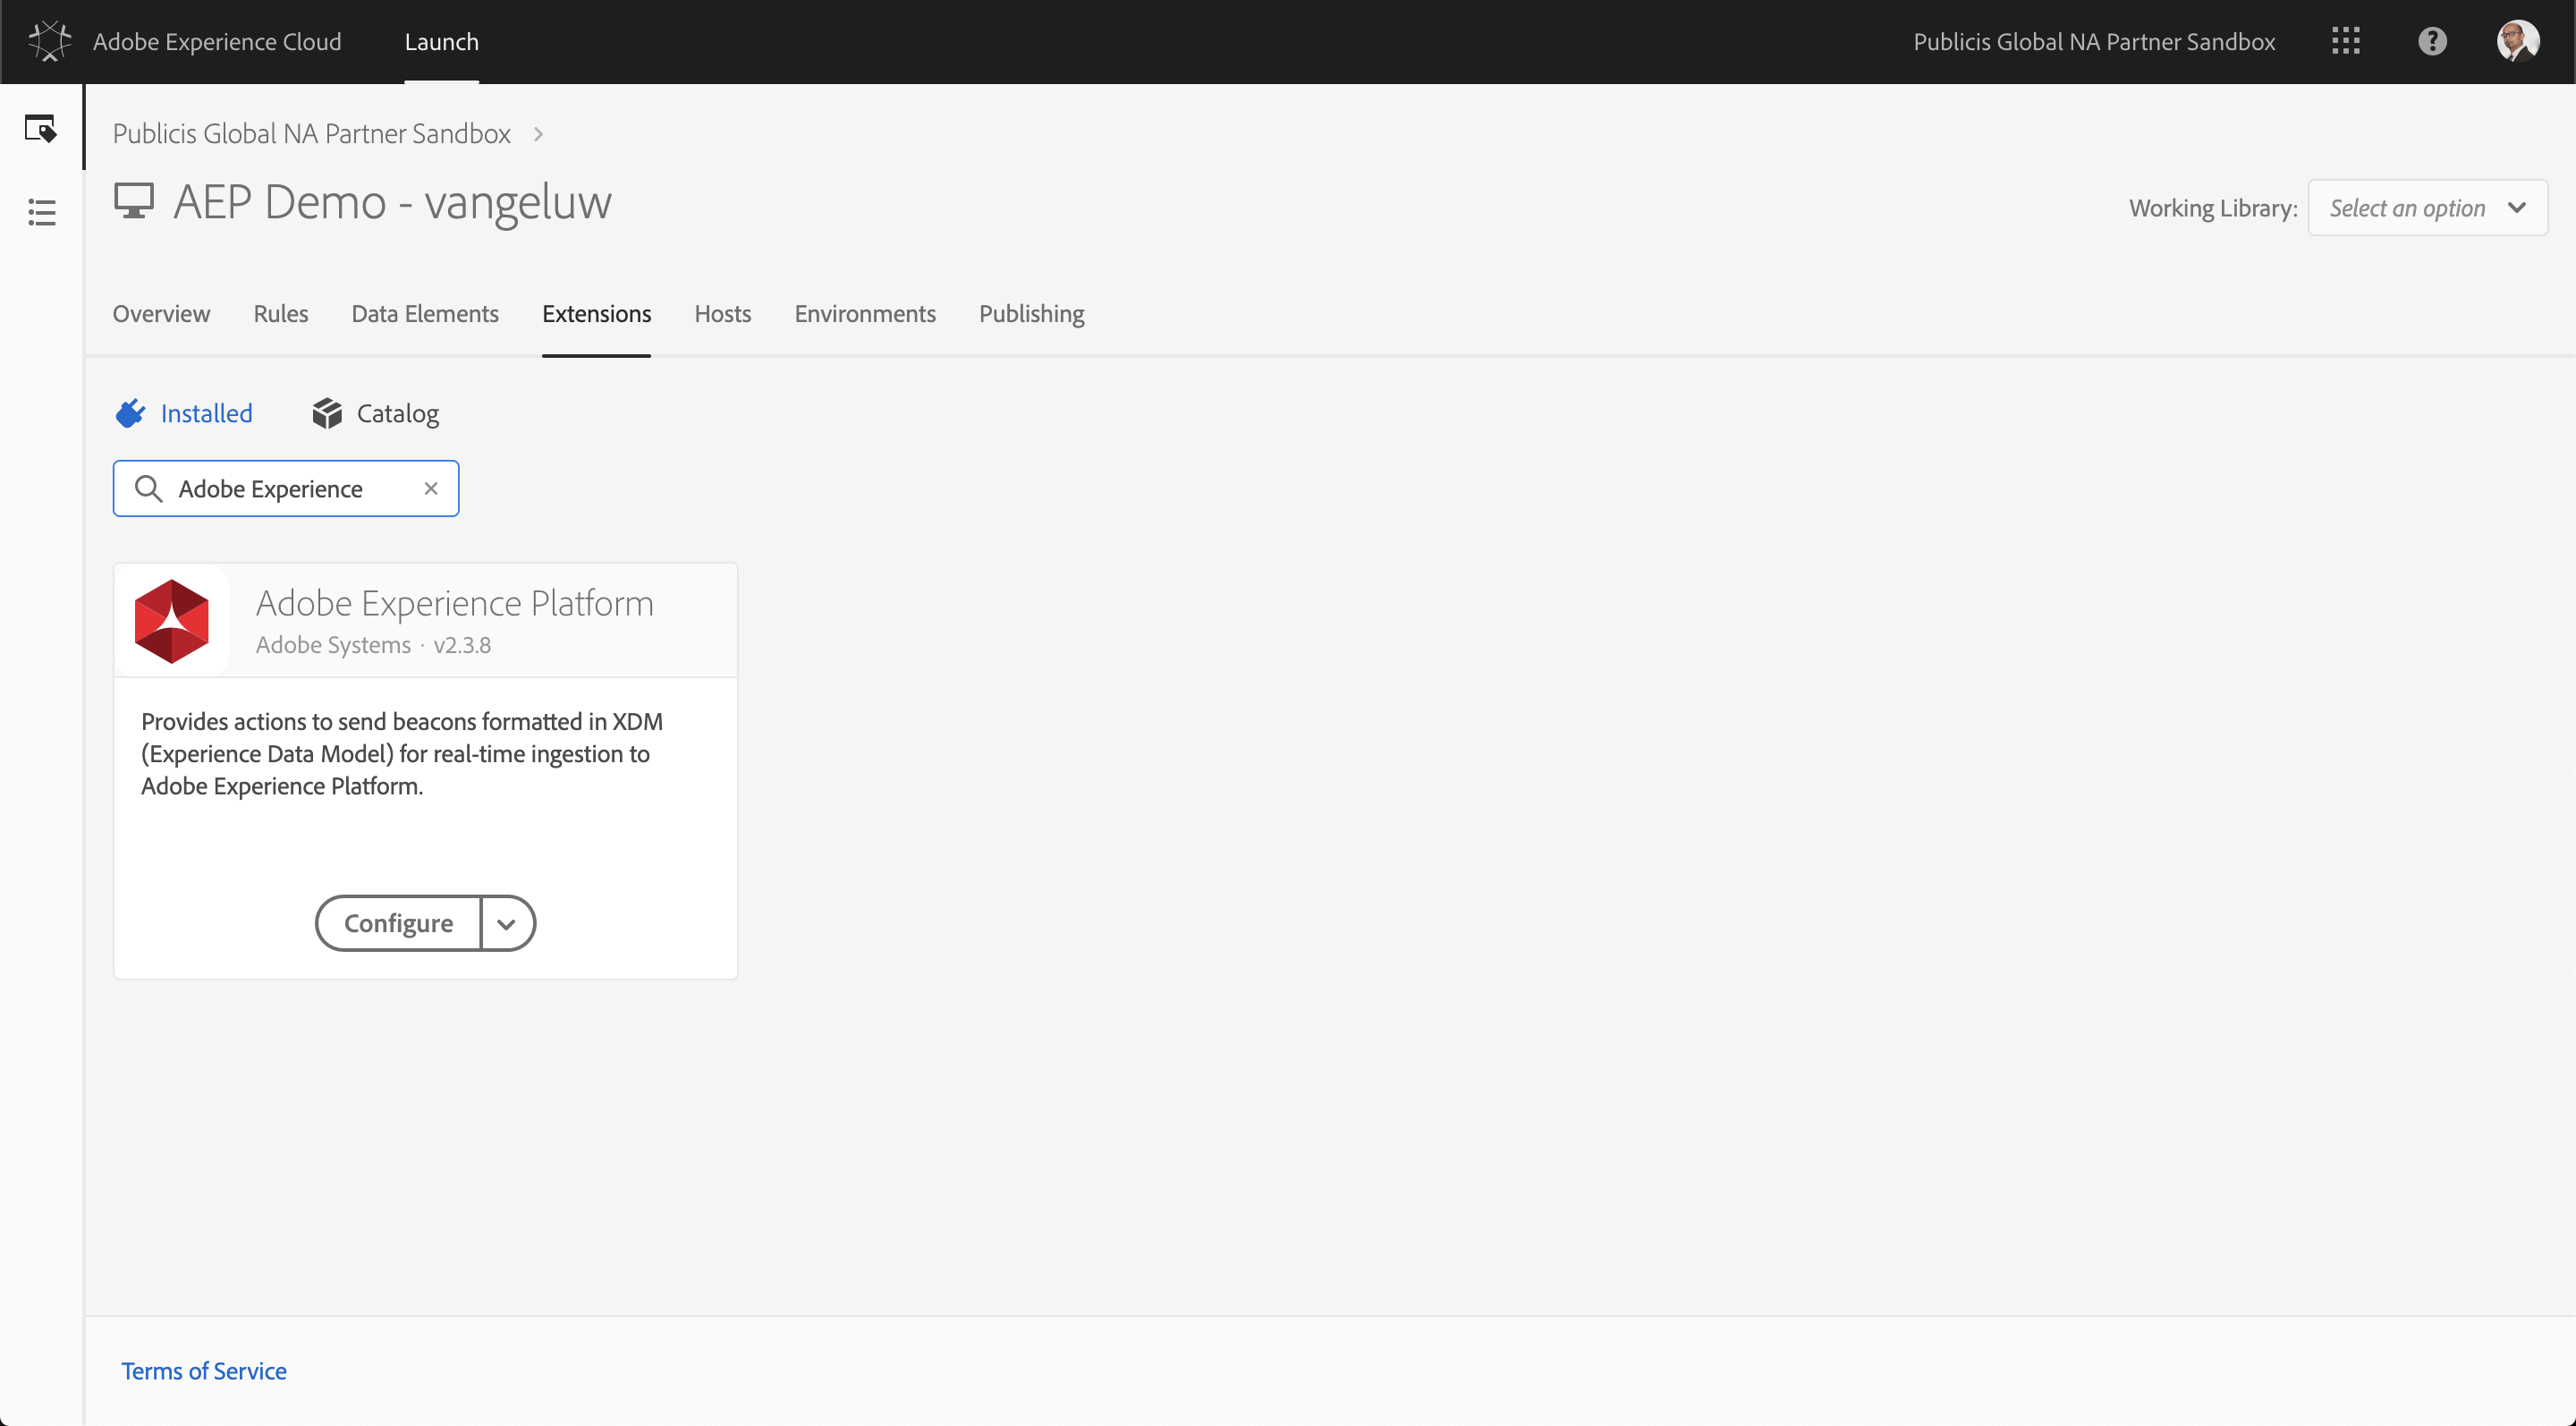 Adobe Experience Cloud Launch Publicis Global NA Partner Sandbox ?
Publicis Global NA Partner Sandbox
AEP Demo - vangeluw
Working Library: Select an option
Overview Rules Data Elements Extensions Hosts Environments Publishing
Installed Catalog
Adobe Experience
Adobe Experience Platform
Adobe Systems · v2.3.8
Provides actions to send beacons formatted in XDM
(Experience Data Model) for real-time ingestion to
Adobe Experience Platform.
Configure
Terms of Service